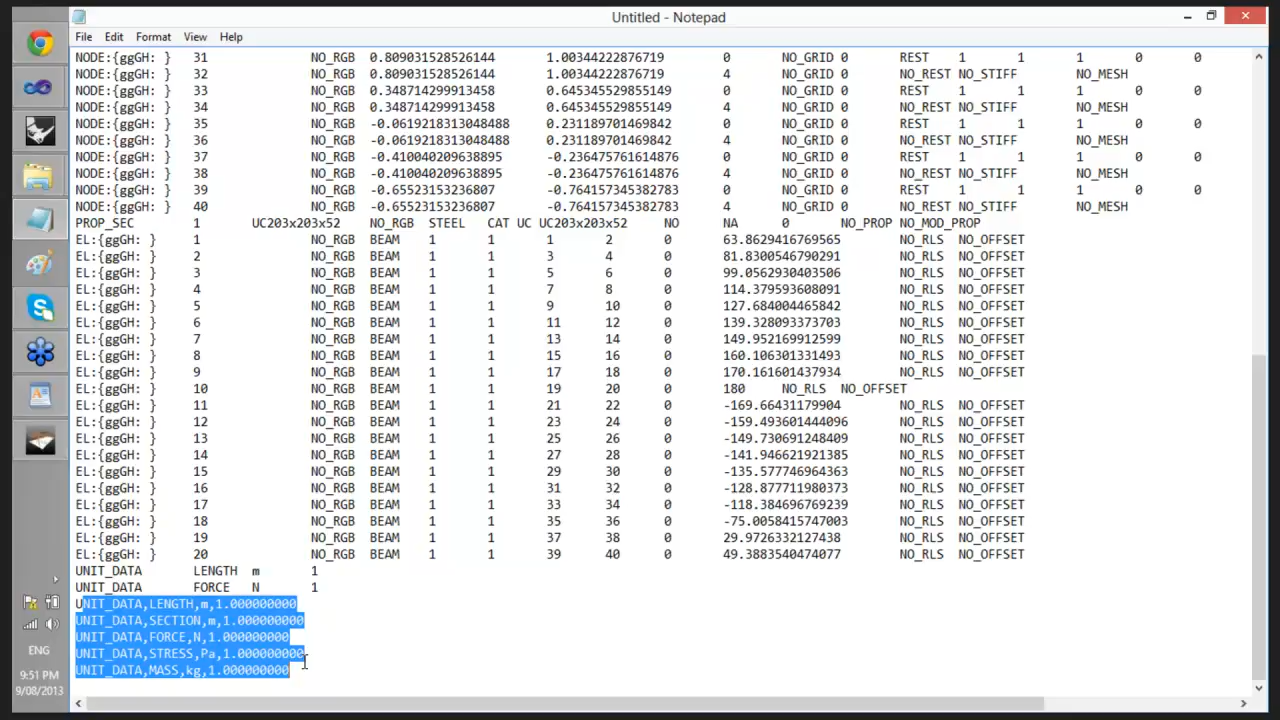 Untitled - Notepad
File Edit Format View Help
NODE:{ggGH: } 31 NO_RGB 0.809031528526144 1.00344222876719 0 NO_GRID 0 REST 1 1 1 0 0
NODE:{ggGH: } 32 NO_RGB 0.809031528526144 1.00344222876719 4 NO_REST NO_STIFF NO_MESH
NODE:{ggGH: } 33 NO_RGB 0.348714299913458 0.645345529855149 0 NO_GRID 0 REST 1 1 1 0 0
NODE:{ggGH: } 34 NO_RGB 0.348714299913458 0.645345529855149 4 NO_REST NO_STIFF NO_MESH
NODE:{ggGH: } 35 NO_RGB -0.0619218313048488 0.231189701469842 0 NO_GRID 0 REST 1 1 1 0 0
NODE:{ggGH: } 36 NO_RGB -0.0619218313048488 0.231189701469842 4 NO_REST NO_STIFF NO_MESH
NODE:{ggGH: } 37 NO_RGB -0.410040209638895 -0.236475761614876 0 NO_GRID 0 REST 1 1 1 0 0
NODE:{ggGH: } 38 NO_RGB -0.410040209638895 -0.236475761614876 4 NO_REST NO_STIFF NO_MESH
NODE:{ggGH: } 39 NO_RGB -0.65523153236807 -0.764157345382783 0 NO_GRID 0 REST 1 1 1 0 0
NODE:{ggGH: } 40 NO_RGB -0.65523153236807 -0.764157345382783 4 NO_REST NO_STIFF NO_MESH
PROP_SEC 1 UC203x203x52 NO_RGB STEEL 1 CAT UC UC203x203x52 NO NA 0 NO_PROP NO_MOD_PROP
EL:{ggGH: } 1 NO_RGB BEAM 1 1 1 2 0 63.8629416769565 NO_RLS NO_OFFSET
EL:{ggGH: } 2 NO_RGB BEAM 1 1 3 4 0 81.8300546790291 NO_RLS NO_OFFSET
EL:{ggGH: } 3 NO_RGB BEAM 1 1 5 6 0 99.0562930403506 NO_RLS NO_OFFSET
EL:{ggGH: } 4 NO_RGB BEAM 1 1 7 8 0 114.379593608091 NO_RLS NO_OFFSET
EL:{ggGH: } 5 NO_RGB BEAM 1 1 9 10 0 127.684004465842 NO_RLS NO_OFFSET
EL:{ggGH: } 6 NO_RGB BEAM 1 1 11 12 0 139.328093373703 NO_RLS NO_OFFSET
EL:{ggGH: } 7 NO_RGB BEAM 1 1 13 14 0 149.952169912599 NO_RLS NO_OFFSET
EL:{ggGH: } 8 NO_RGB BEAM 1 1 15 16 0 160.106301331493 NO_RLS NO_OFFSET
EL:{ggGH: } 9 NO_RGB BEAM 1 1 17 18 0 170.161601437934 NO_RLS NO_OFFSET
EL:{ggGH: } 10 NO_RGB BEAM 1 1 19 20 0 180 NO_RLS NO_OFFSET
EL:{ggGH: } 11 NO_RGB BEAM 1 1 21 22 0 -169.66431179904 NO_RLS NO_OFFSET
EL:{ggGH: } 12 NO_RGB BEAM 1 1 23 24 0 -159.493601444096 NO_RLS NO_OFFSET
EL:{ggGH: } 13 NO_RGB BEAM 1 1 25 26 0 -149.730691248409 NO_RLS NO_OFFSET
EL:{ggGH: } 14 NO_RGB BEAM 1 1 27 28 0 -141.946621921385 NO_RLS NO_OFFSET
EL:{ggGH: } 15 NO_RGB BEAM 1 1 29 30 0 -135.577746964363 NO_RLS NO_OFFSET
EL:{ggGH: } 16 NO_RGB BEAM 1 1 31 32 0 -128.877711980373 NO_RLS NO_OFFSET
EL:{ggGH: } 17 NO_RGB BEAM 1 1 33 34 0 -118.384696769239 NO_RLS NO_OFFSET
EL:{ggGH: } 18 NO_RGB BEAM 1 1 35 36 0 -75.0058415747003 NO_RLS NO_OFFSET
EL:{ggGH: } 19 NO_RGB BEAM 1 1 37 38 0 29.9726332127438 NO_RLS NO_OFFSET
EL:{ggGH: } 20 NO_RGB BEAM 1 1 39 40 0 49.3883540474077 NO_RLS NO_OFFSET
UNIT_DATA LENGTH m 1
UNIT_DATA FORCE N 1
UNIT_DATA,LENGTH,m,1.000000000
UNIT_DATA,SECTION,m,1.000000000
UNIT_DATA,FORCE,N,1.000000000
UNIT_DATA,STRESS,Pa,1.000000000
UNIT_DATA,MASS,kg,1.000000000
ENG
9:51 PM
9/08/2013